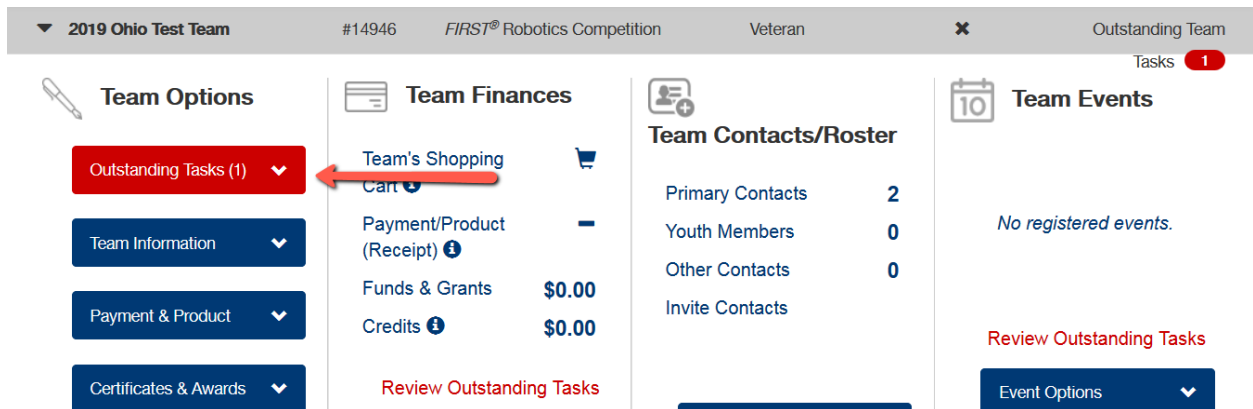 2019 Ohio Test Team #14946 FIRST® Robotics Competition Veteran ✖ Outstanding Team
Tasks 1
Team Options
Outstanding Tasks (1)
Team Information
Payment & Product
Certificates & Awards
Team Finances
Team's Shopping
Cart
Payment/Product
(Receipt)
Funds & Grants $0.00
Credits $0.00
Review Outstanding Tasks
Team Contacts/Roster
Primary Contacts 2
Youth Members 0
Other Contacts 0
Invite Contacts
10
Team Events
No registered events.
Review Outstanding Tasks
Event Options